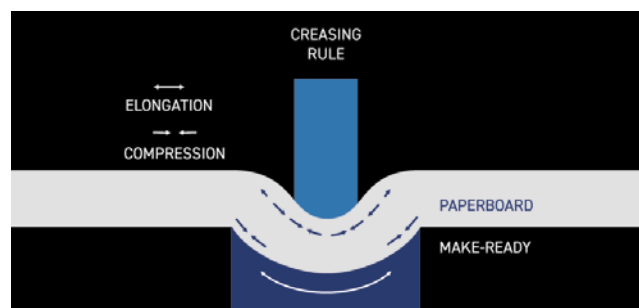 CREASING
RULE
ELONGATION
COMPRESSION
PAPERBOARD
MAKE-READY